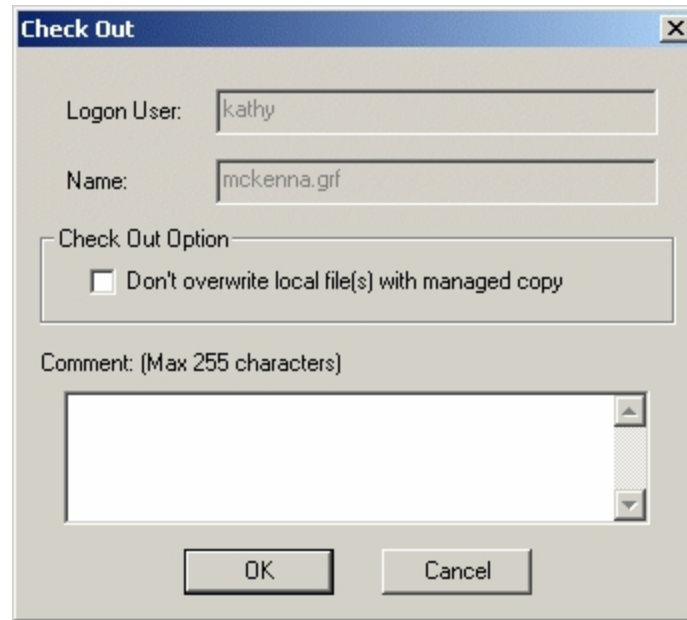 Check Out
Logon User: kathy
Name: mckenna.grf
Check Out Option
Don't overwrite local file(s) with managed copy
Comment: (Max 255 characters)
OK Cancel